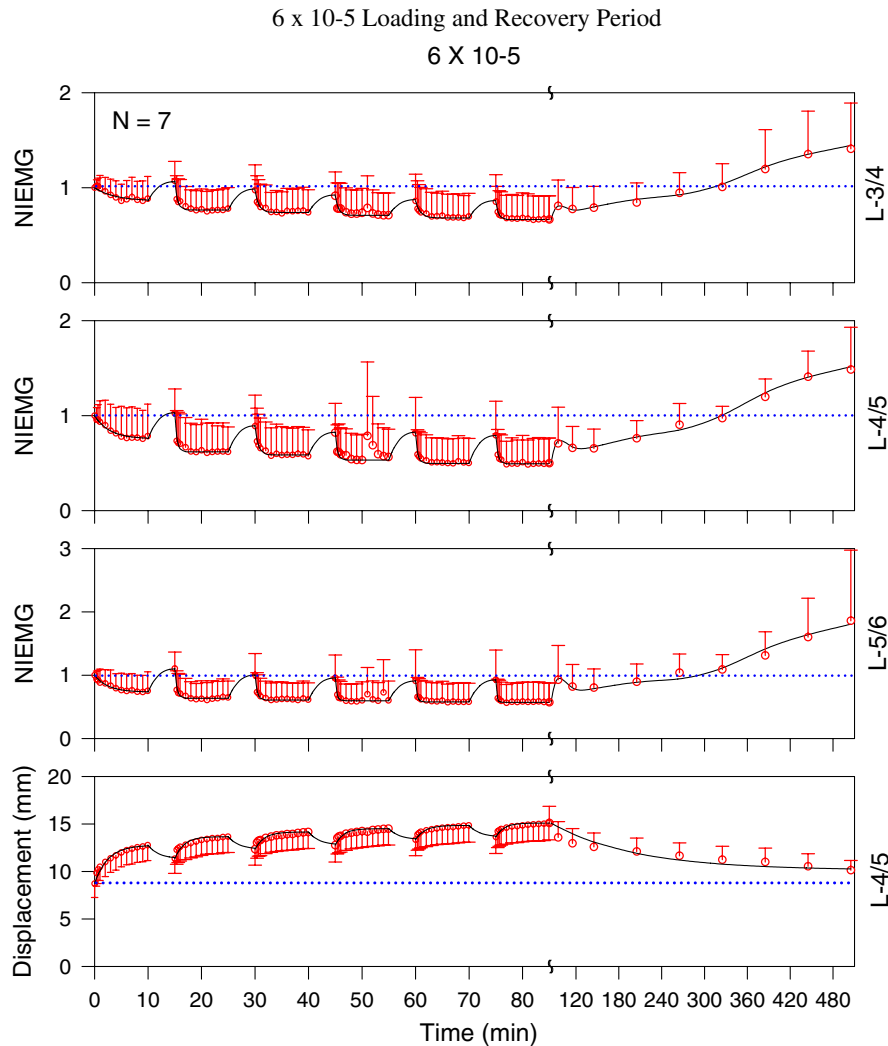 6 x 10-5 Loading and Recovery Period
6 X 10-5
N = 7
NIEMG
2
1
0
L-3/4
NIEMG
2
1
0
L-4/5
NIEMG
3
2
1
0
L-5/6
Displacement (mm)
20
15
10
5
0
L-4/5
0 10 20 30 40 50 60 70 80 120 180 240 300 360 420 480
Time (min)